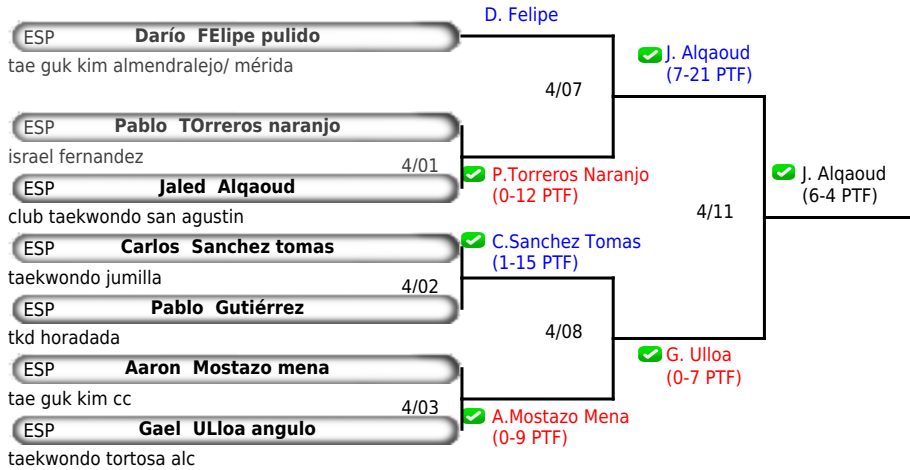 D. Felipe
ESP Darío FElipe pulido
tae guk kim almendralejo/ mérida
J. Alqaoud
(7-21 PTF)
4/07
ESP Pablo TOrreros naranjo
israel fernandez
4/01
P.Torreros Naranjo
(0-12 PTF)
ESP Jaled Alqaoud
club taekwondo san agustin
J. Alqaoud
(6-4 PTF)
4/11
ESP Carlos Sanchez tomas
taekwondo jumilla
C.Sanchez Tomas
(1-15 PTF)
4/02
ESP Pablo Gutiérrez
tkd horadada
4/08
G. Ulloa
(0-7 PTF)
ESP Aaron Mostazo mena
tae guk kim cc
4/03
A.Mostazo Mena
(0-9 PTF)
ESP Gael ULloa angulo
taekwondo tortosa alc